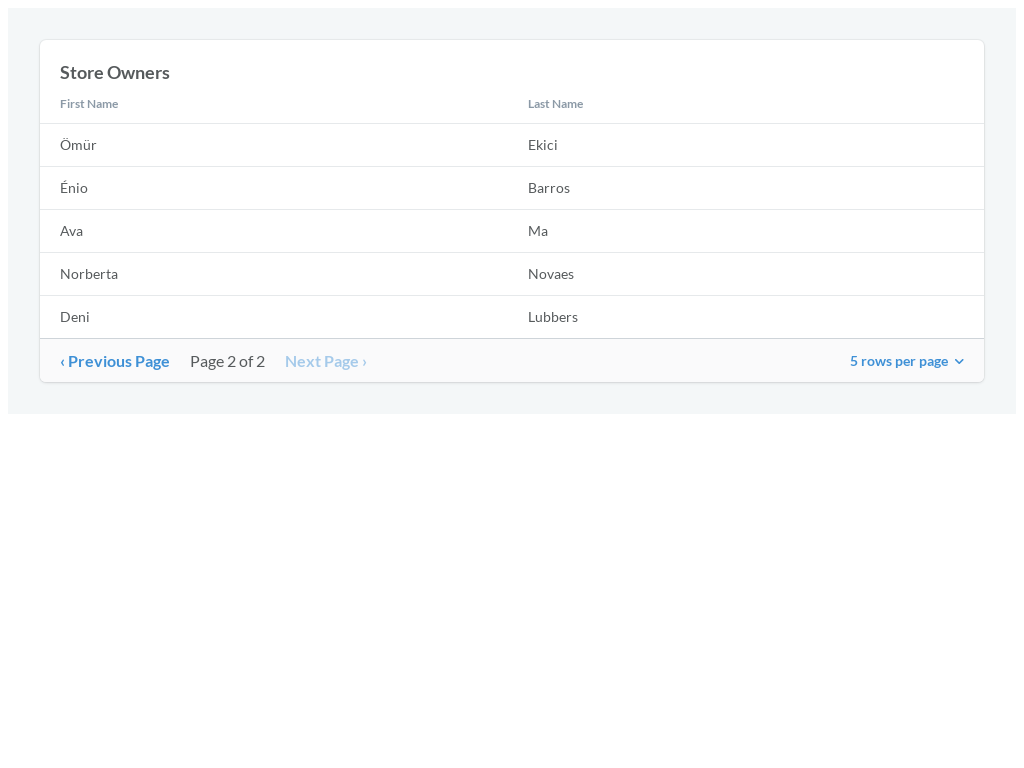 Store Owners
First Name Last Name
Ömür Ekici
Énio Barros
Ava Ma
Norberta Novaes
Deni Lubbers
‹ Previous Page Page 2 of 2 Next Page › 5 rows per page